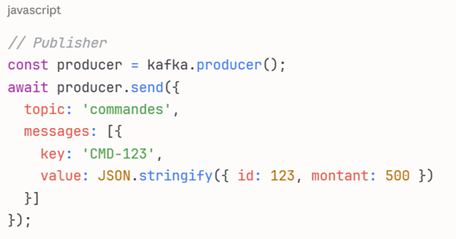 javascript
// Publisher
const producer = kafka.producer();
await producer.send({
  topic: 'commandes',
  messages: [{
    key: 'CMD-123',
    value: JSON.stringify({ id: 123, montant: 500 })
  }]
});